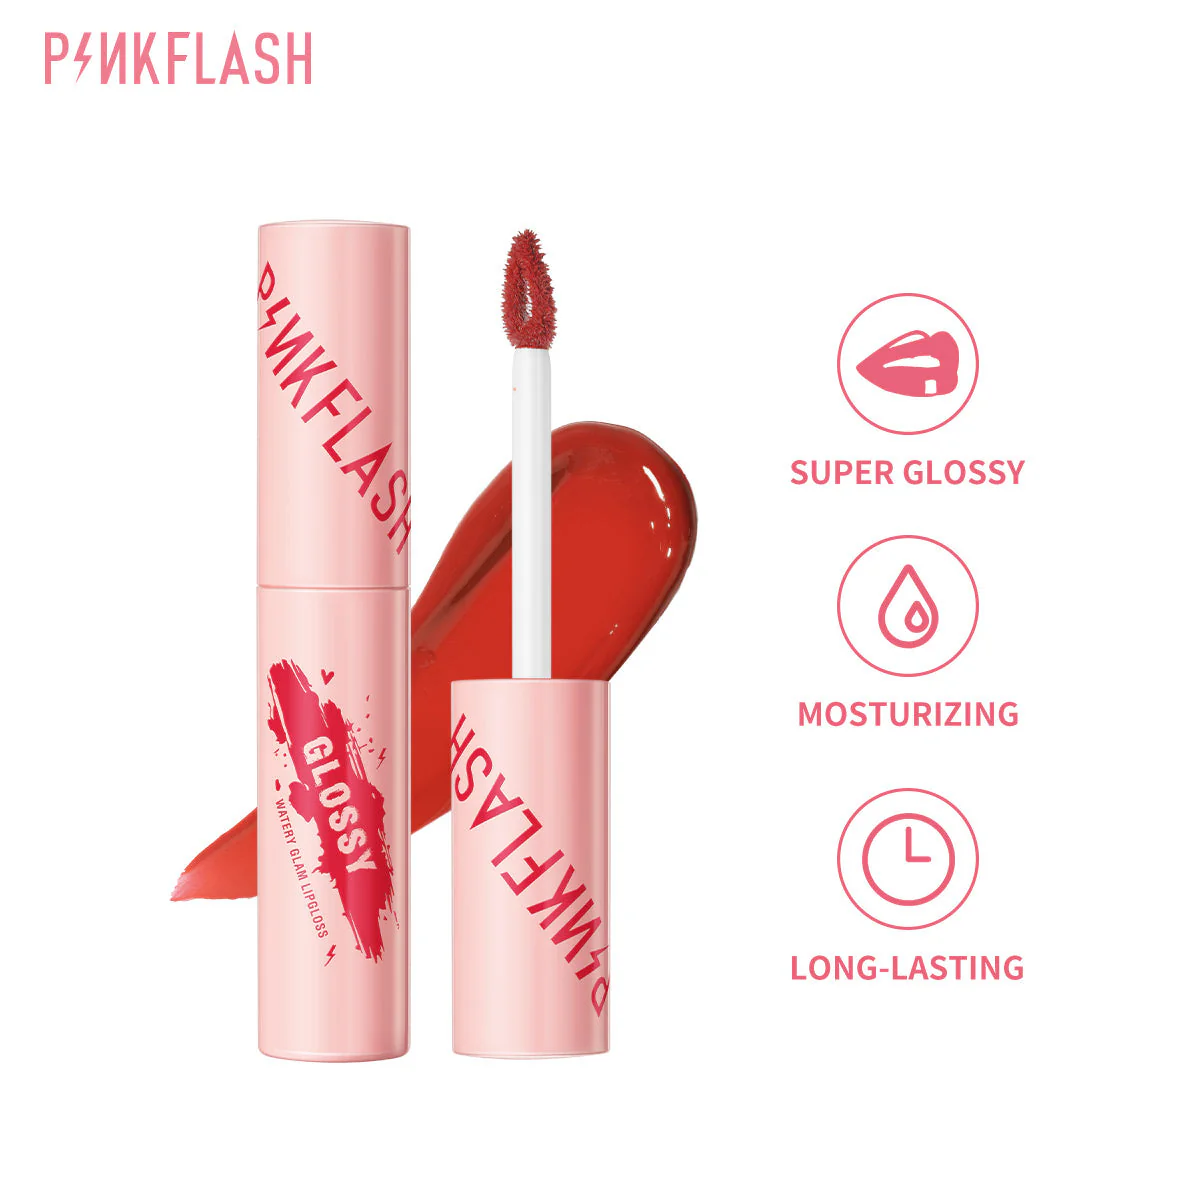 PINKFLASH
PINKFLASH
GLOSSY
WATERY GLAM LIPGLOSS
PINKFLASH
SUPER GLOSSY
MOSTURIZING
LONG-LASTING